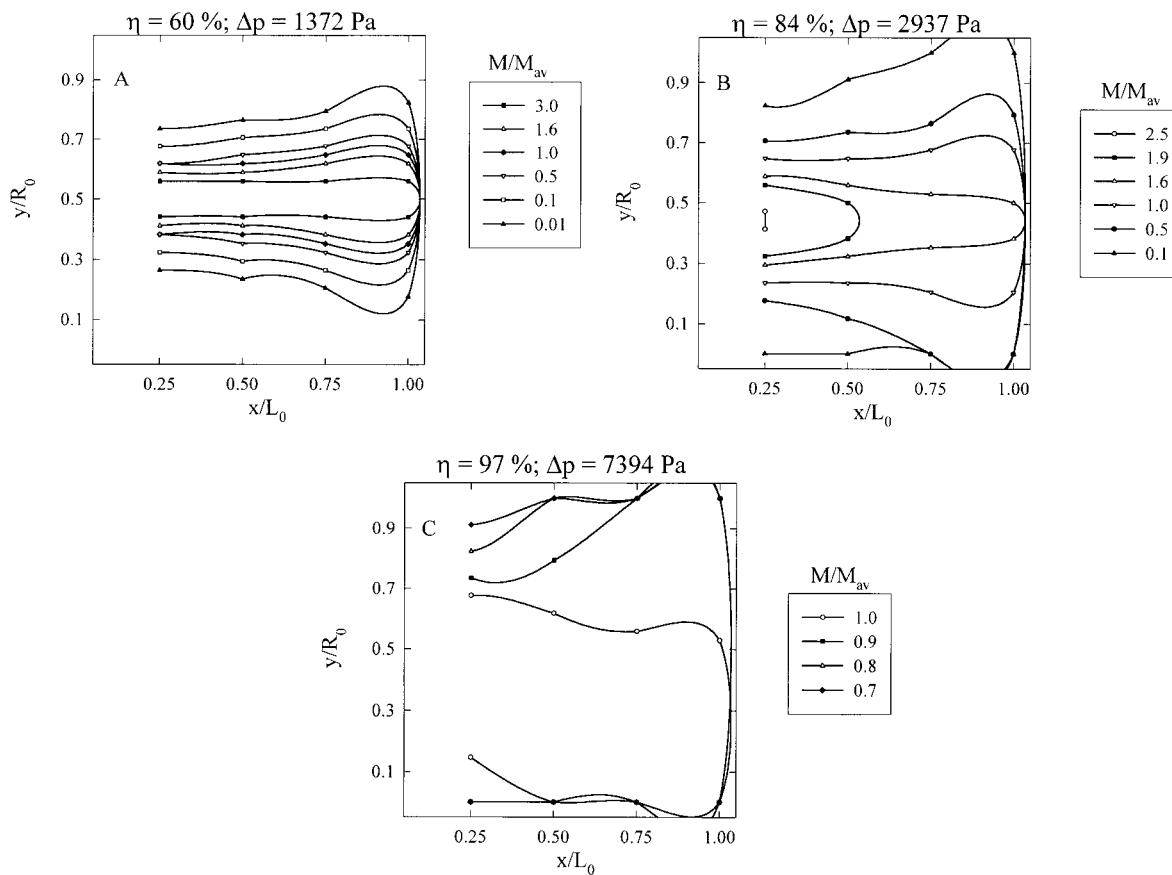 η = 60 %; Δp = 1372 Pa
A
y/R0
0.9
0.7
0.5
0.3
0.1
0.25 0.50 0.75 1.00
x/L0
M/Mav
3.0
1.6
1.0
0.5
0.1
0.01
η = 84 %; Δp = 2937 Pa
B
y/R0
0.9
0.7
0.5
0.3
0.1
0.25 0.50 0.75 1.00
x/L0
M/Mav
2.5
1.9
1.6
1.0
0.5
0.1
η = 97 %; Δp = 7394 Pa
C
y/R0
0.9
0.7
0.5
0.3
0.1
0.25 0.50 0.75 1.00
x/L0
M/Mav
1.0
0.9
0.8
0.7